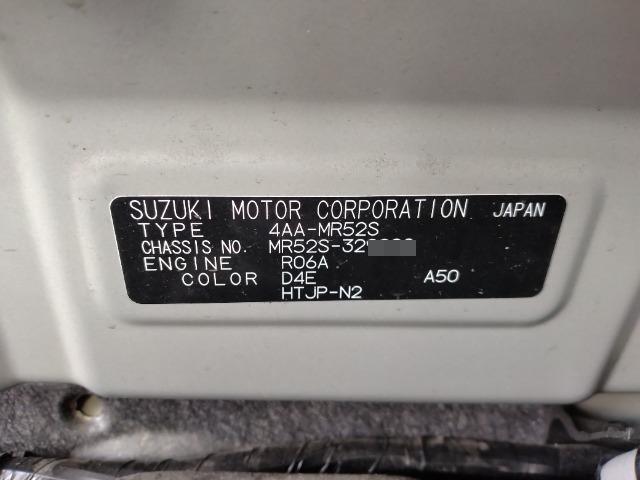 SUZUKI MOTOR CORPORATION JAPAN
TYPE 4AA-MR52S
CHASSIS NO. MR52S-32
ENGINE R06A
COLOR D4E A50
HTJP-N2